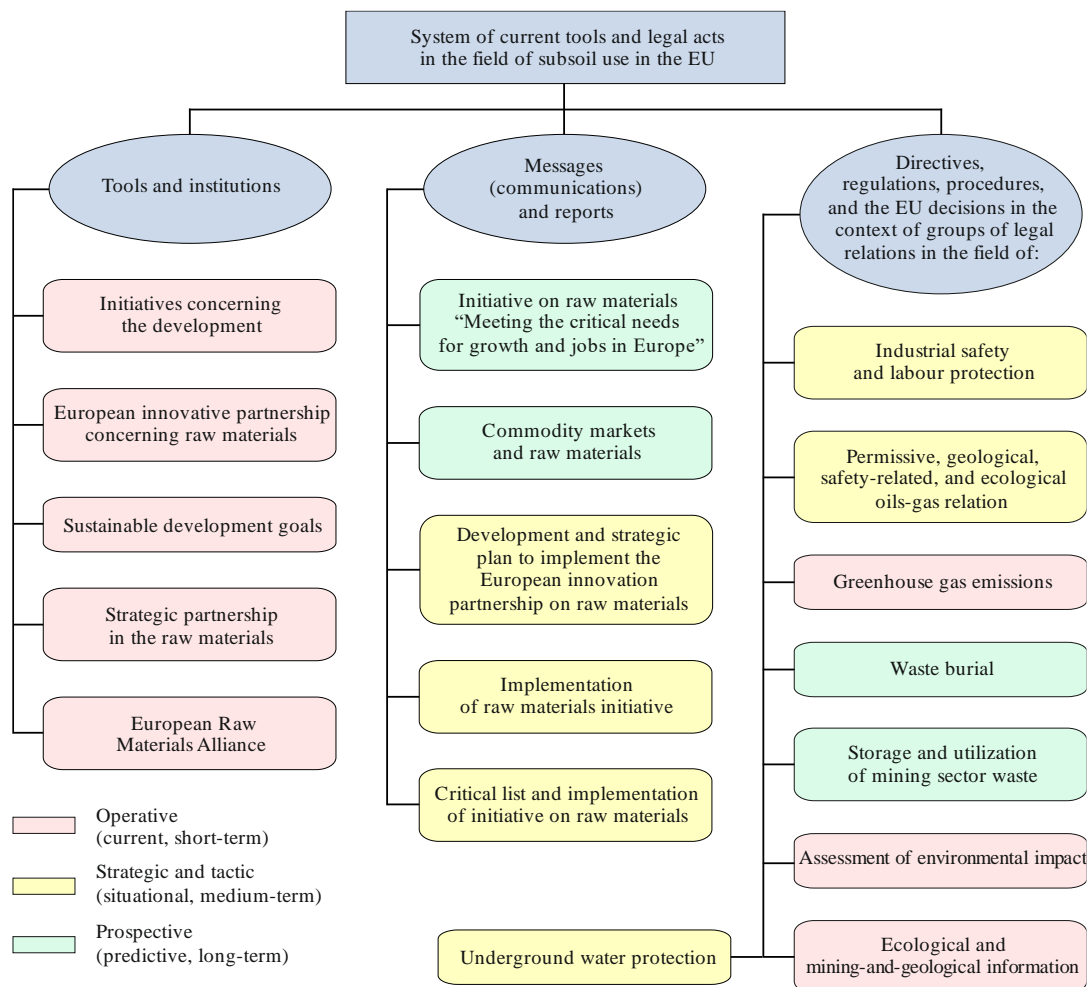 System of current tools and legal acts
in the field of subsoil use in the EU
Tools and institutions
Initiatives concerning
the development
European innovative partnership
concerning raw materials
Sustainable development goals
Strategic partnership
in the raw materials
European Raw
Materials Alliance
Messages
(communications)
and reports
Initiative on raw materials
“Meeting the critical needs
for growth and jobs in Europe”
Commodity markets
and raw materials
Development and strategic
plan to implement the
European innovation
partnership on raw materials
Implementation
of raw materials initiative
Critical list and implementation
of initiative on raw materials
Directives,
regulations, procedures,
and the EU decisions in the
context of groups of legal
relations in the field of:
Industrial safety
and labour protection
Permissive, geological,
safety-related, and ecological
oils-gas relation
Greenhouse gas emissions
Waste burial
Storage and utilization
of mining sector waste
Assessment of environmental impact
Ecological and
mining-and-geological information
Underground water protection
Operative
(current, short-term)
Strategic and tactic
(situational, medium-term)
Prospective
(predictive, long-term)